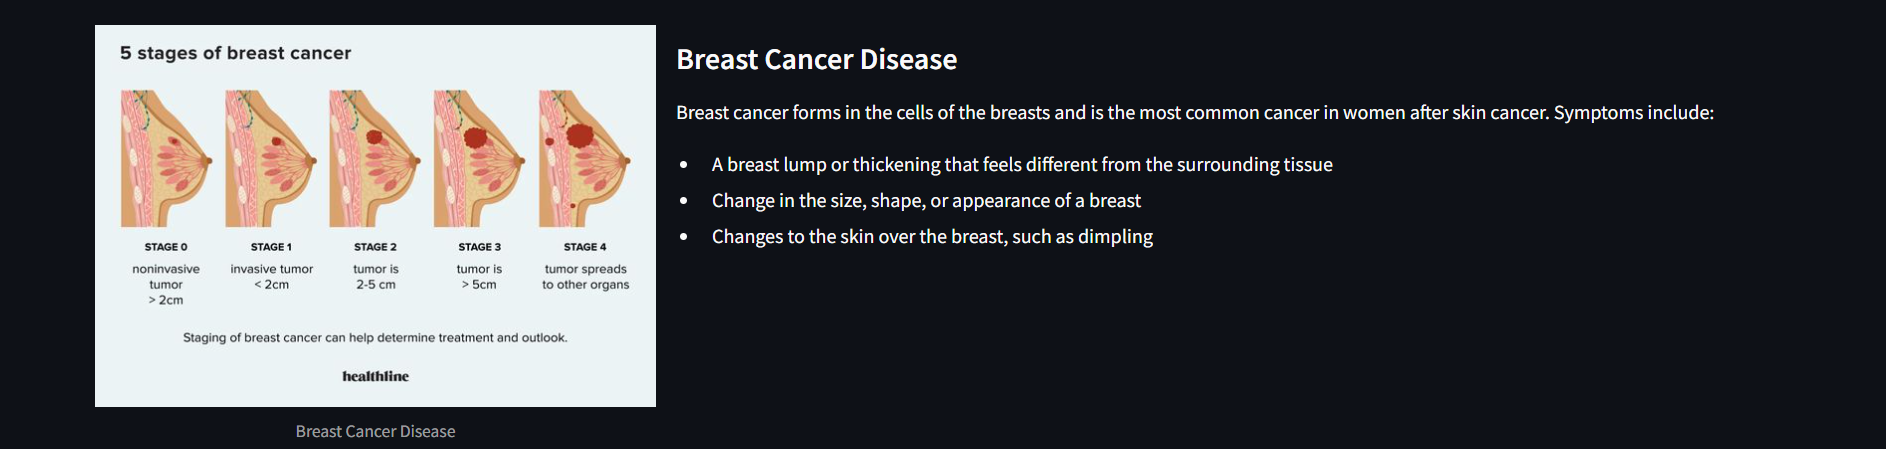 5 stages of breast cancer
STAGE 0
noninvasive
tumor
> 2cm
STAGE 1
invasive tumor
< 2cm
STAGE 2
tumor is
2-5 cm
STAGE 3
tumor is
> 5cm
STAGE 4
tumor spreads
to other organs
Staging of breast cancer can help determine treatment and outlook.
healthline
Breast Cancer Disease
Breast Cancer Disease
Breast cancer forms in the cells of the breasts and is the most common cancer in women after skin cancer. Symptoms include:
• A breast lump or thickening that feels different from the surrounding tissue
• Change in the size, shape, or appearance of a breast
• Changes to the skin over the breast, such as dimpling